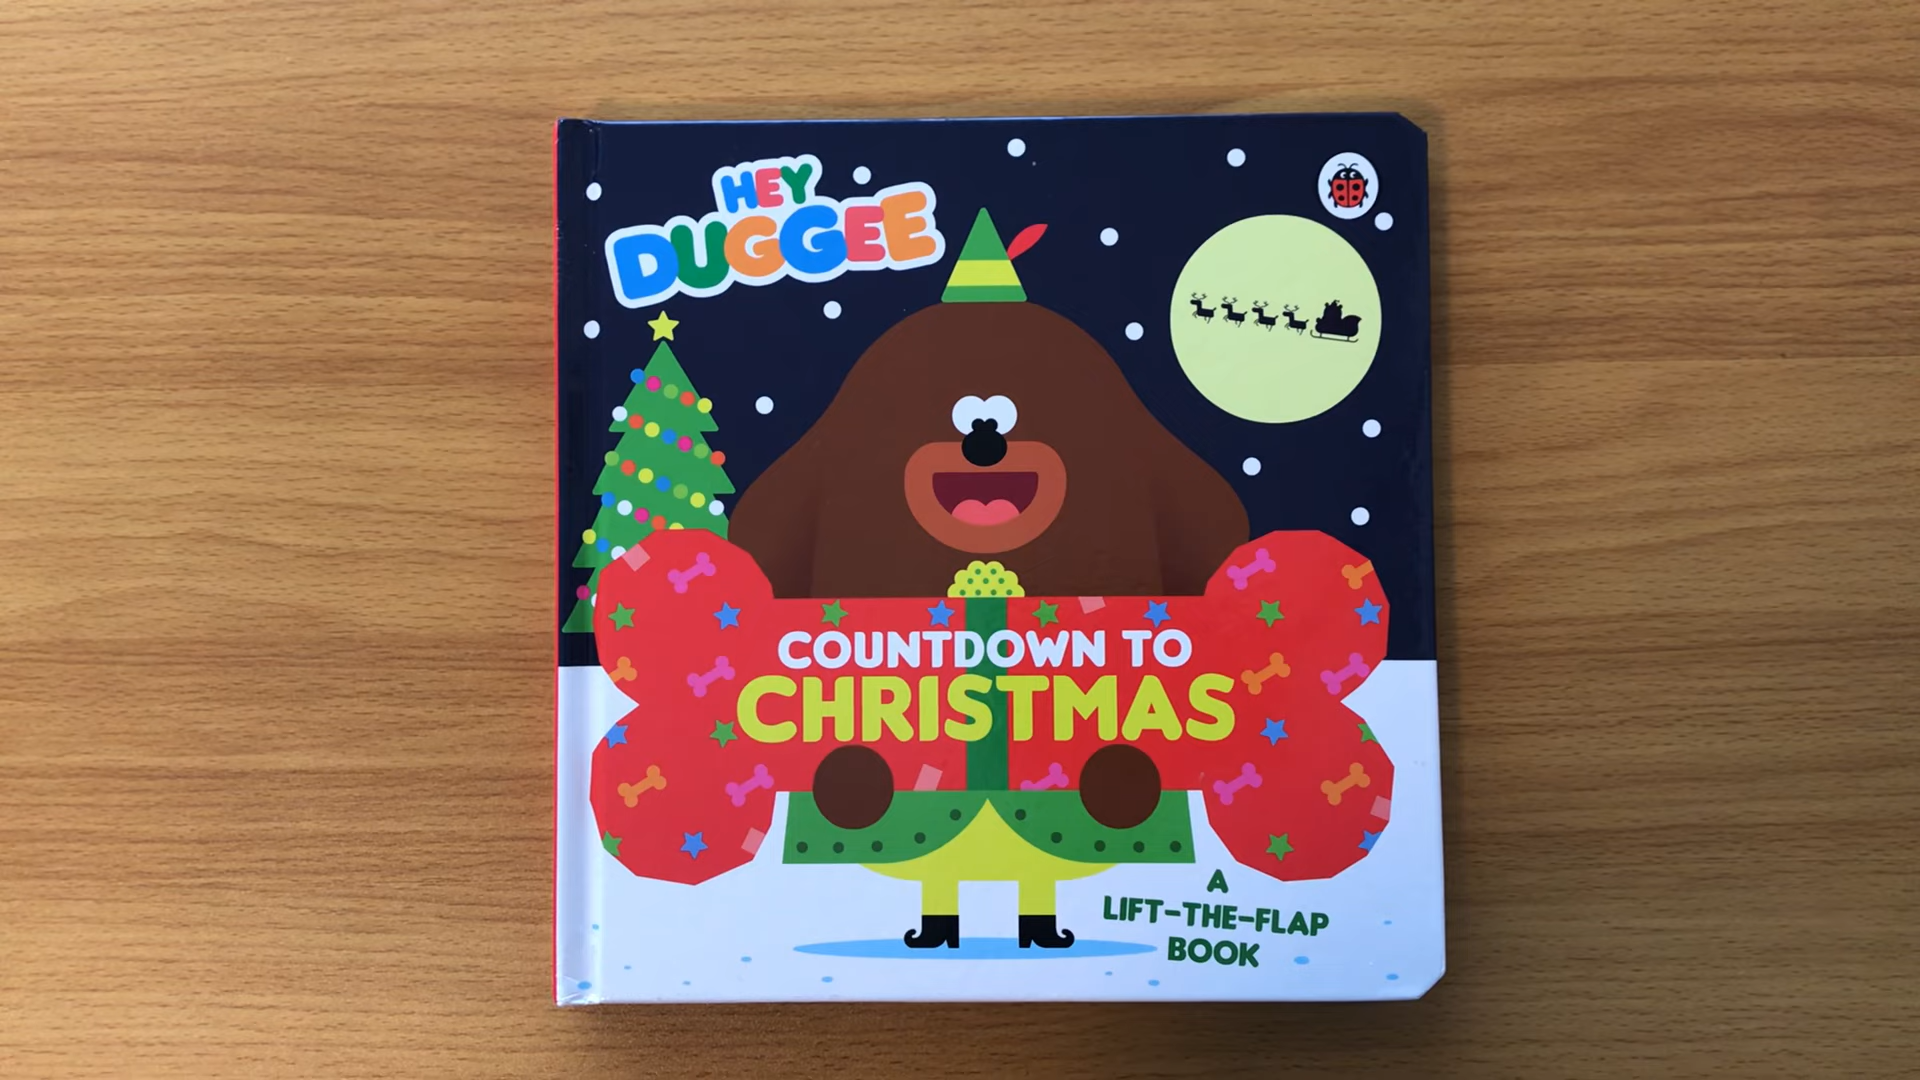 HEY
DUGGEE
COUNTDOWN TO
CHRISTMAS
A
LIFT-THE-FLAP
BOOK